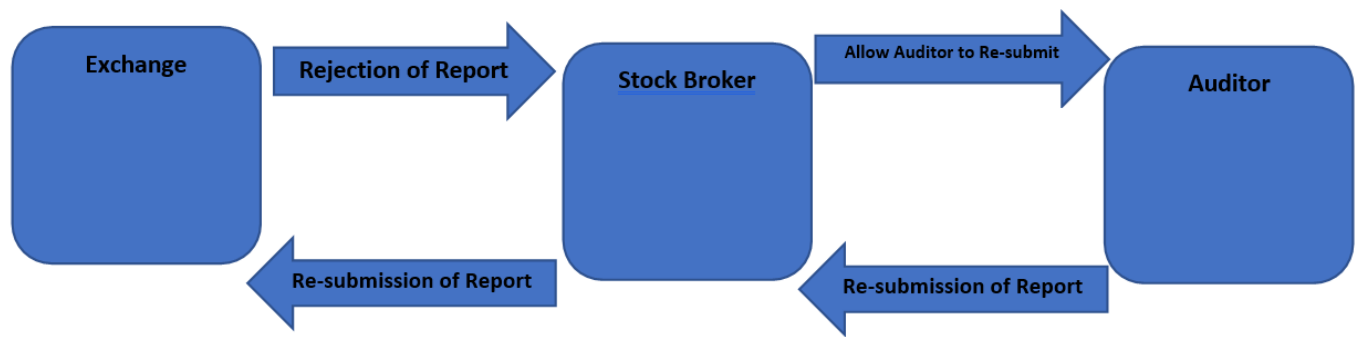 Exchange
Rejection of Report
Stock Broker
Allow Auditor to Re-submit
Auditor
Re-submission of Report
Re-submission of Report